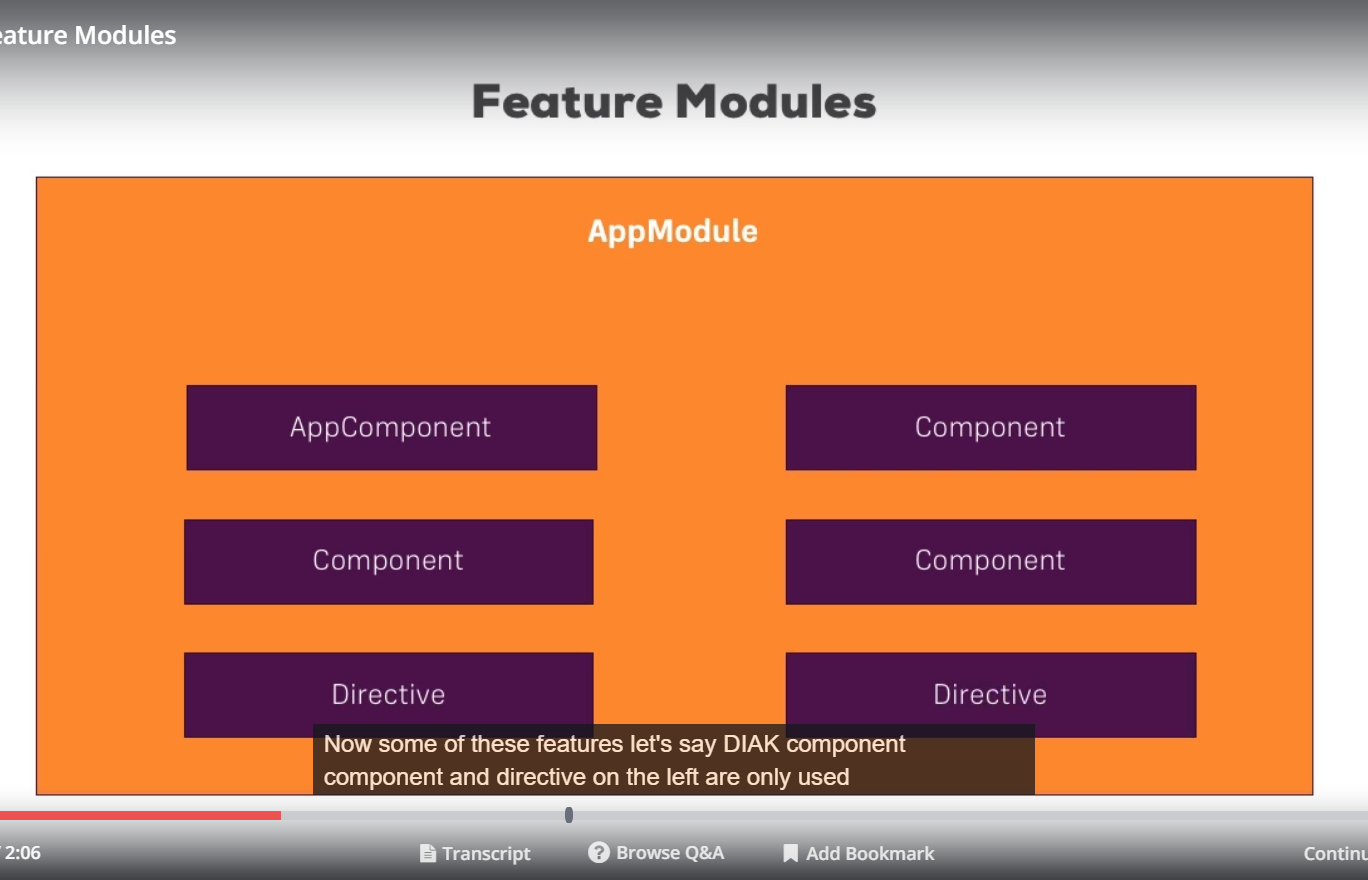 eature Modules
Feature Modules
AppModule
AppComponent
Component
Component
Component
Directive
Directive
Now some of these features let's say DIAK component
component and directive on the left are only used
2:06
Transcript
? Browse Q&A
Add Bookmark
Continu